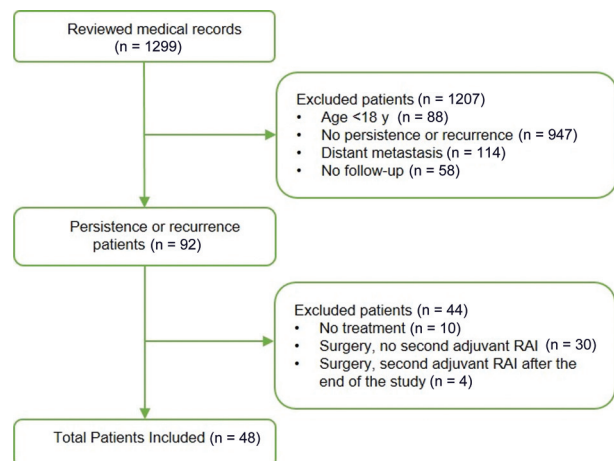 Reviewed medical records
(n = 1299)
Excluded patients (n = 1207)
• Age <18 y (n = 88)
• No persistence or recurrence (n = 947)
• Distant metastasis (n = 114)
• No follow-up (n = 58)
Persistence or recurrence
patients (n = 92)
Excluded patients (n = 44)
• No treatment (n = 10)
• Surgery, no second adjuvant RAI (n = 30)
• Surgery, second adjuvant RAI after the
end of the study (n = 4)
Total Patients Included (n = 48)